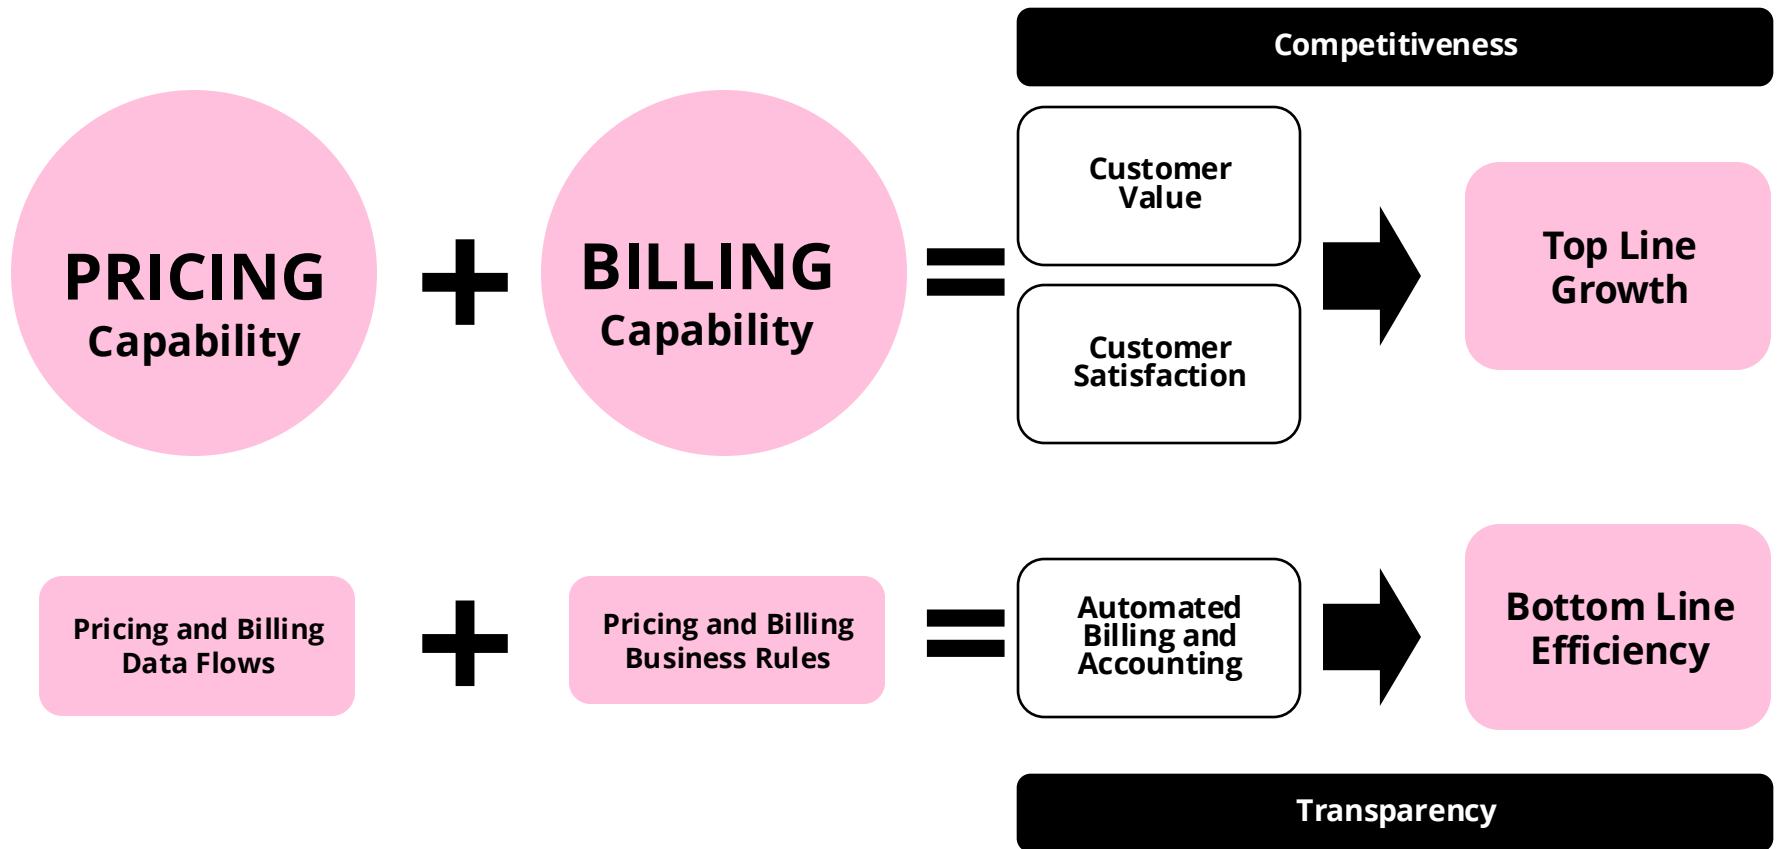 Competitiveness
PRICING
Capability
+
BILLING
Capability
=
Customer
Value
Customer
Satisfaction
Top Line
Growth
Pricing and Billing
Data Flows
+
Pricing and Billing
Business Rules
=
Automated
Billing and
Accounting
Bottom Line
Efficiency
Transparency